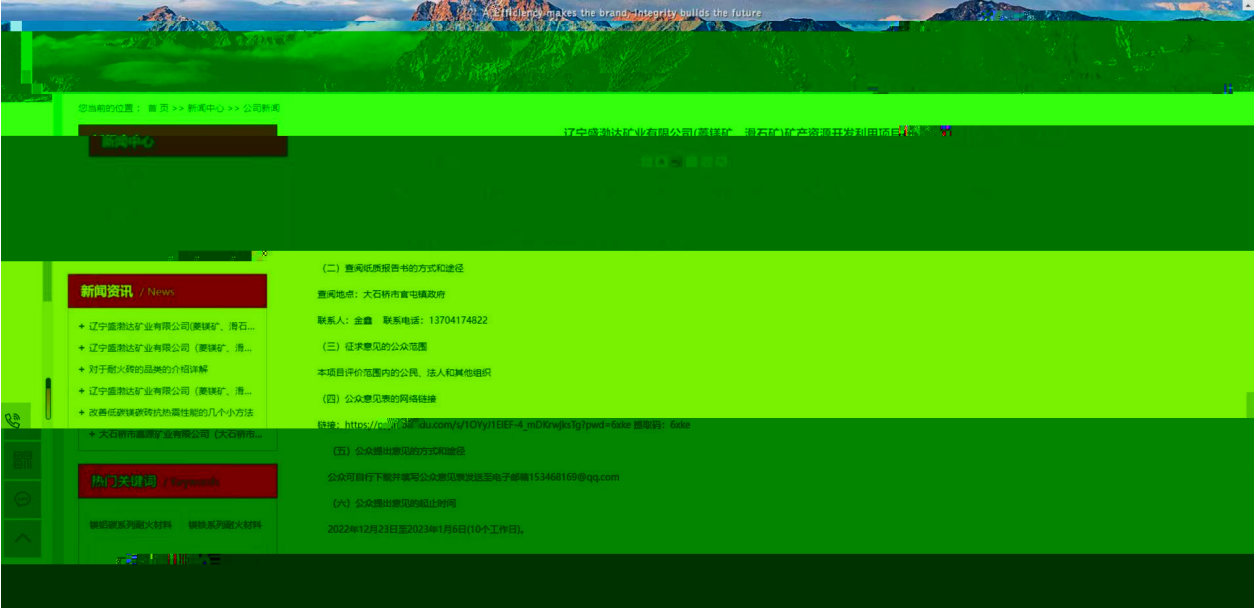 A Efficiency makes the brand, Integrity builds the future
您当前的位置： 首 页 >> 新闻中心 >> 公司新闻
新闻中心
辽宁盛渤达矿业有限公司(菱镁矿、滑石矿)矿产资源开发利用项目
（二）查阅纸质报告书的方式和途径
查阅地点：大石桥市官屯镇政府
联系人：金鑫 联系电话：13704174822
（三）征求意见的公众范围
本项目评价范围内的公民、法人和其他组织
（四）公众意见表的网络链接
链接：
提取码：6xke
（五）公众提出意见的方式和途径
公众可自行下载并填写公众意见表发送至电子邮箱153468169@qq.com
（六）公众提出意见的起止时间
2022年12月23日至2023年1月6日(10个工作日)。
新闻资讯 / News
+ 辽宁盛渤达矿业有限公司(菱镁矿、滑石...
+ 辽宁盛渤达矿业有限公司（菱镁矿、滑...
+ 对于耐火砖的品类的介绍详解
+ 辽宁盛渤达矿业有限公司（菱镁矿、滑...
+ 改善低碳镁碳砖抗热震性能的几个小方法
+ 大石桥市鑫源矿业有限公司（大石桥市...
热门关键词 / Keywords
镁铝碳系列耐火材料 镁铁系列耐火材料